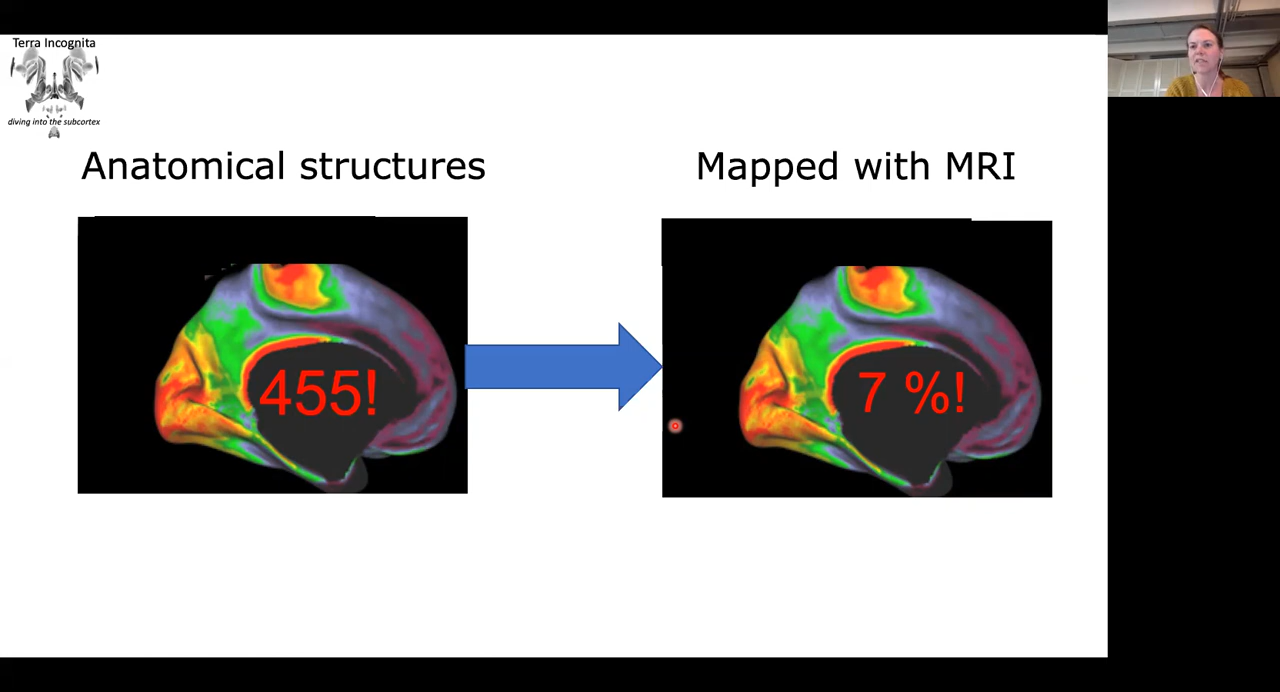 Terra Incognita
diving into the subcortex
Anatomical structures
Mapped with MRI
455!
7 %!